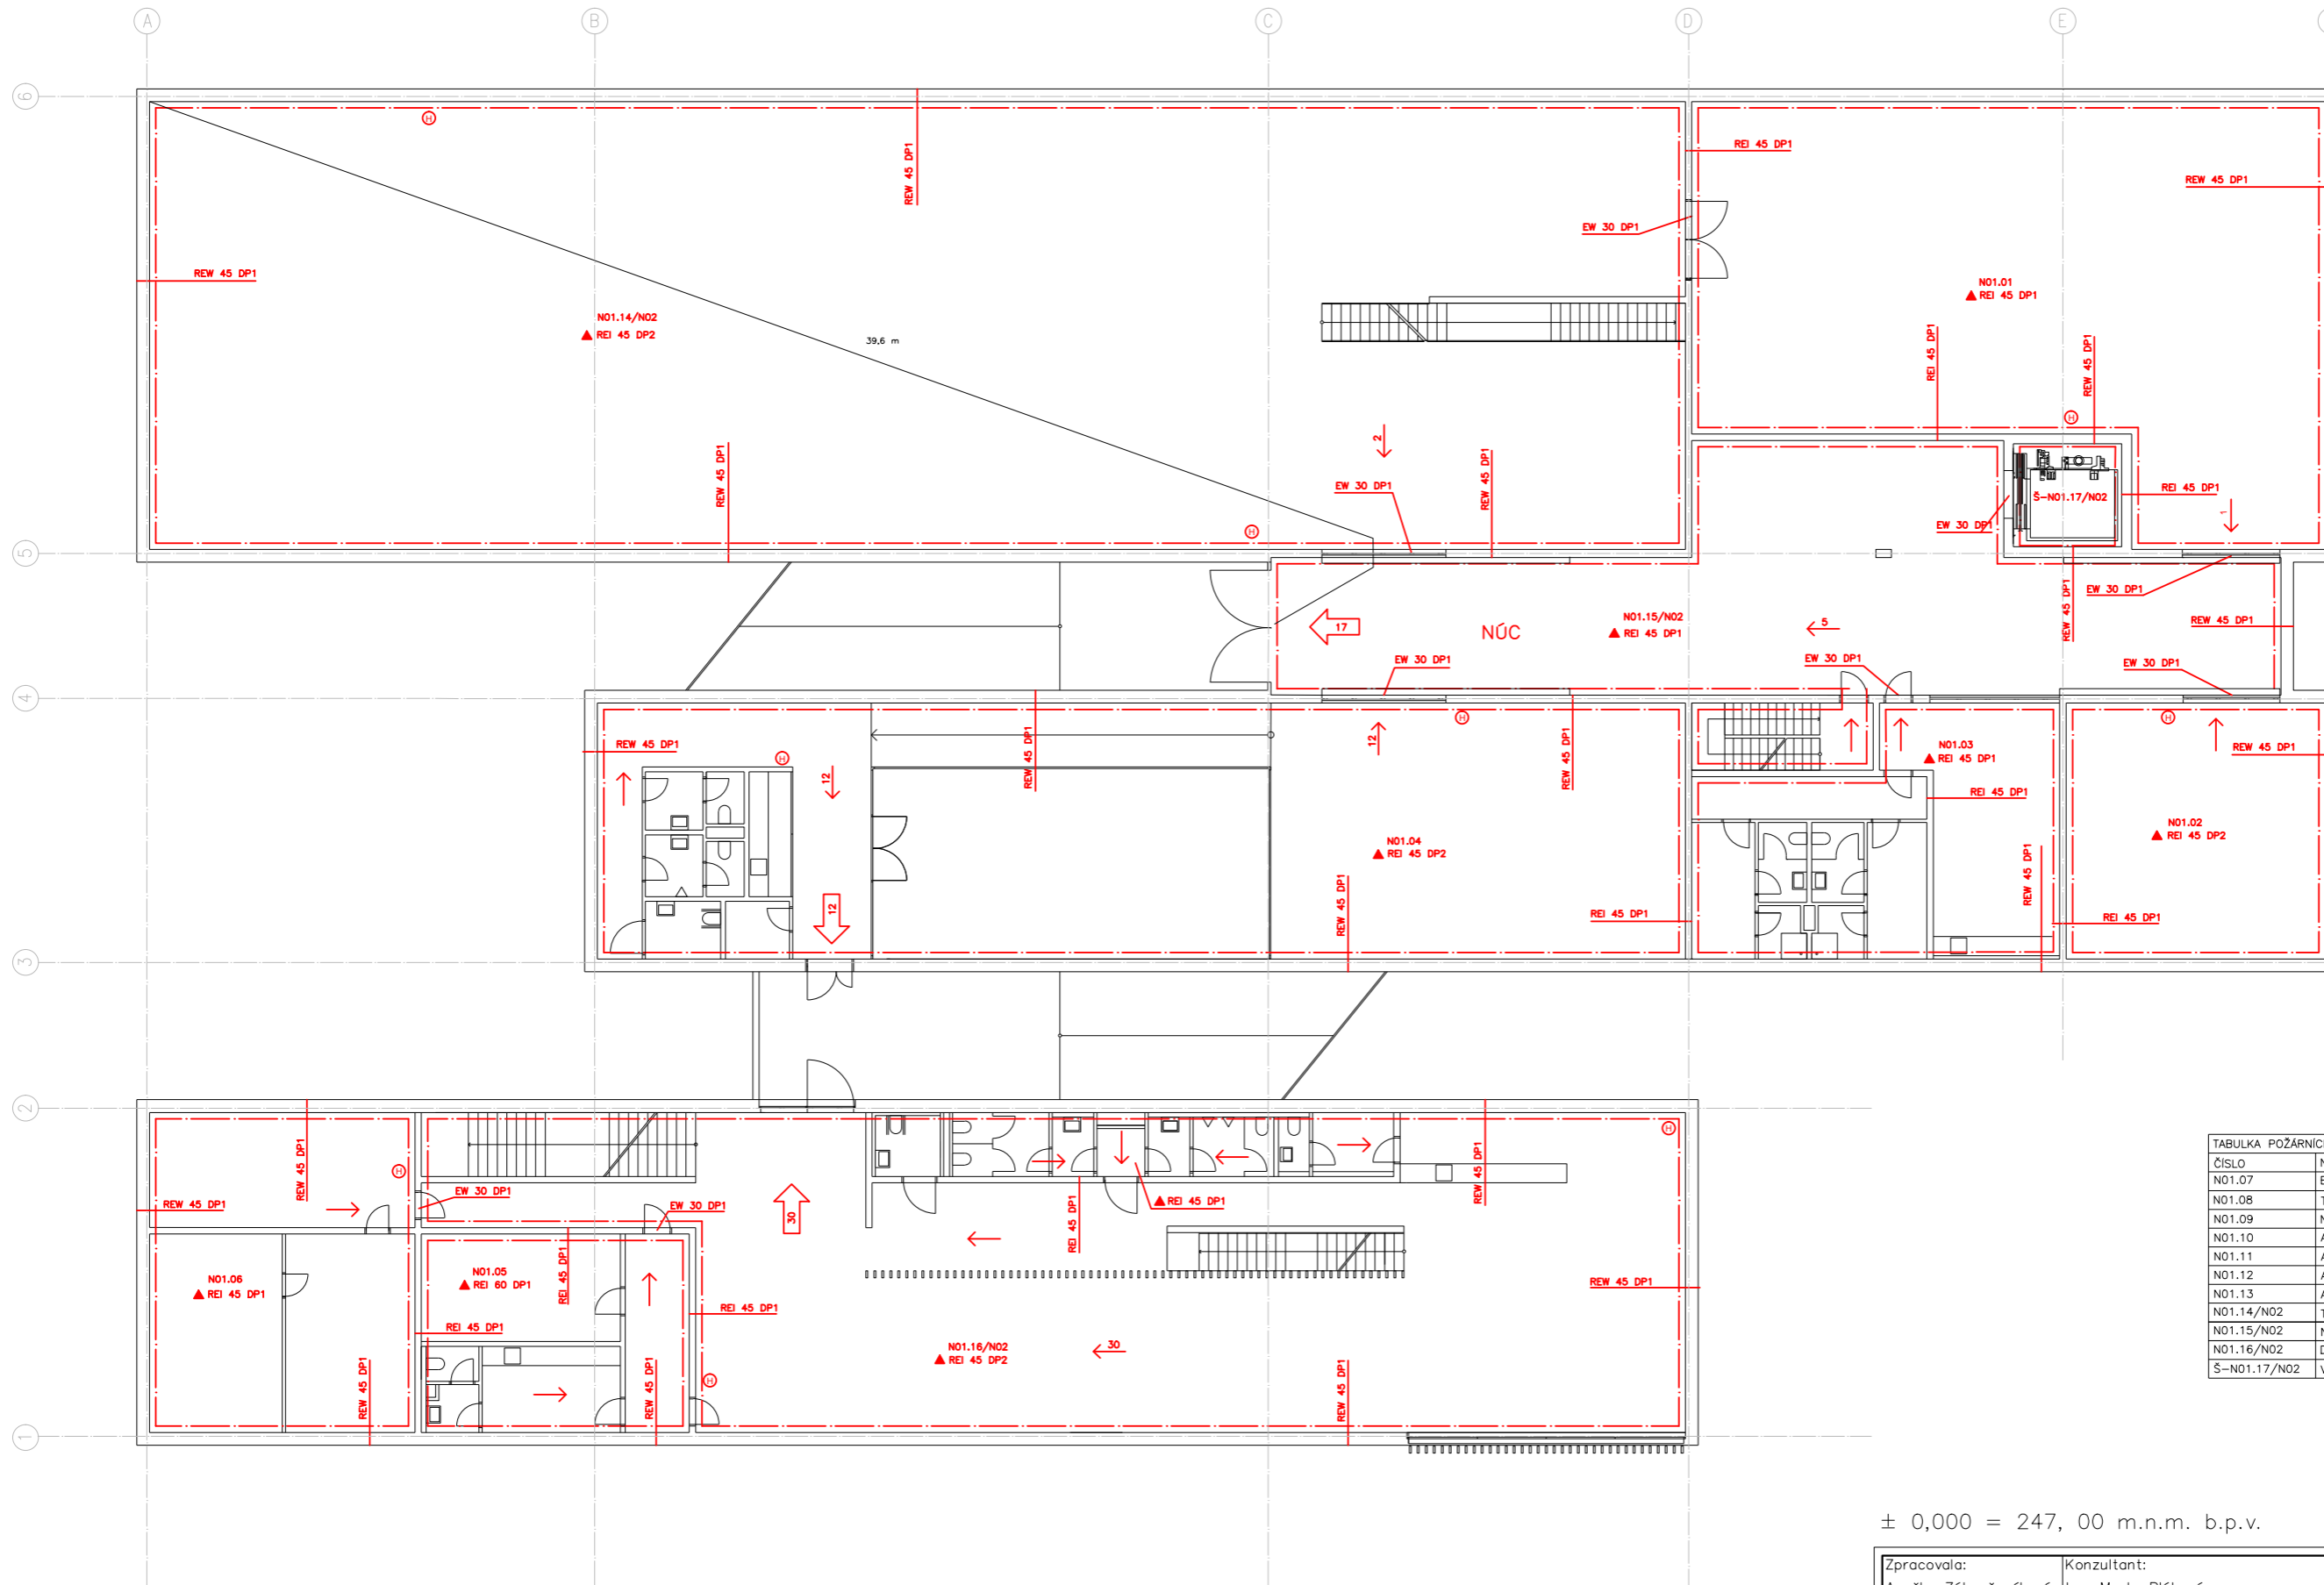 A
B
C
D
E
6
H
REW 45 DP1
REI 45 DP1
REW 45 DP1
EW 30 DP1
REW 45 DP1
N01.14/N02
REI 45 DP2
39,6 m
N01.01
REI 45 DP1
REI 45 DP1
REW 45 DP1
H
REW 45 DP1
2
REW 45 DP1
EW 30 DP1
H
Š-N01.17/N02
REI 45 DP1
EW 30 DP1
1
5
REW 45 DP1
EW 30 DP1
17
NÚC
N01.15/N02
REI 45 DP1
5
REW 45 DP1
EW 30 DP1
EW 30 DP1
EW 30 DP1
4
H
H
REW 45 DP1
H
12
REW 45 DP1
12
REW 45 DP1
N01.03
REI 45 DP1
REW 45 DP1
REI 45 DP1
N01.04
REI 45 DP2
N01.02
REI 45 DP2
12
REW 45 DP1
REI 45 DP1
REW 45 DP1
REI 45 DP1
3
2
H
REW 45 DP1
H
REW 45 DP1
REW 45 DP1
EW 30 DP1
EW 30 DP1
30
REI 45 DP1
REI 45 DP1
N01.06
REI 45 DP1
N01.05
REI 60 DP1
REI 45 DP1
REI 45 DP1
REI 45 DP1
REW 45 DP1
N01.16/N02
REI 45 DP2
30
REW 45 DP1
REW 45 DP1
H
REW 45 DP1
1
TABULKA POŽÁRNÍC
ČÍSLO
N01.07
N01.08
N01.09
N01.10
N01.11
N01.12
N01.13
N01.14/N02
N01.15/N02
N01.16/N02
Š-N01.17/N02
± 0,000 = 247, 00 m.n.m. b.p.v.
Zpracovala: Konzultant: